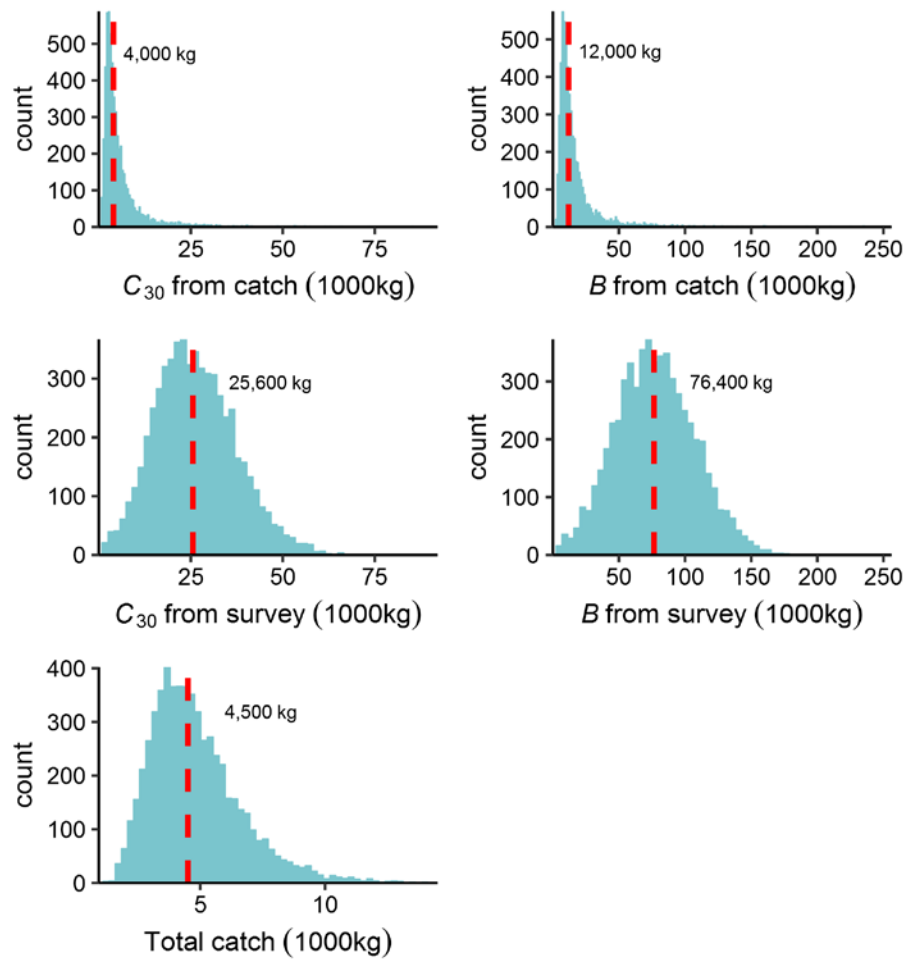 500
400
300
200
100
0
count
4,000 kg
25 50 75
C30 from catch (1000kg)
500
400
300
200
100
0
count
12,000 kg
50 100 150 200 250
B from catch (1000kg)
300
200
100
0
count
25,600 kg
25 50 75
C30 from survey (1000kg)
300
200
100
0
count
76,400 kg
50 100 150 200 250
B from survey (1000kg)
400
300
200
100
0
count
4,500 kg
5 10
Total catch (1000kg)